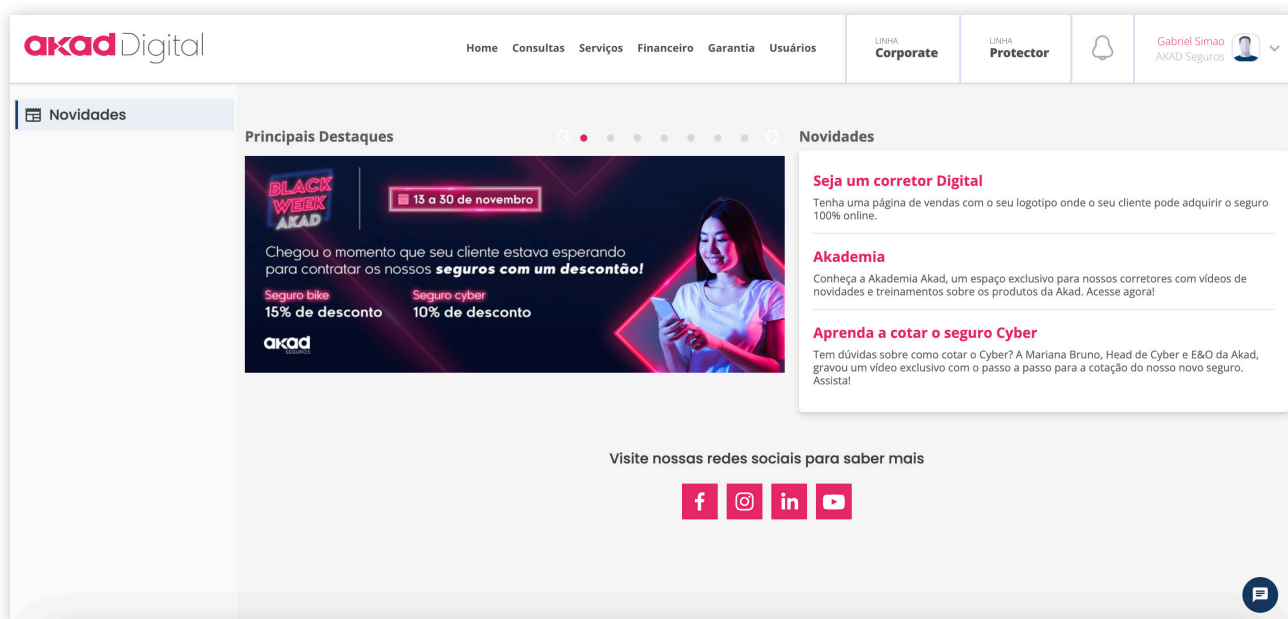 akad Digital
Home Consultas Serviços Financeiro Garantia Usuários
LINHA
Corporate
LINHA
Protector
Gabriel Simao
AKAD Seguros
Novidades
Principais Destaques
BLACK
WEEK
AKAD
13 a 30 de novembro
Chegou o momento que seu cliente estava esperando
para contratar os nossos seguros com um descontão!
Seguro bike
15% de desconto
Seguro cyber
10% de desconto
akad
SEGUROS
Novidades
Seja um corretor Digital
Tenha uma página de vendas com o seu logotipo onde o seu cliente pode adquirir o seguro
100% online.
Akademia
Conheça a Akademia Akad, um espaço exclusivo para nossos corretores com vídeos de
novidades e treinamentos sobre os produtos da Akad. Acesse agora!
Aprenda a cotar o seguro Cyber
Tem dúvidas sobre como cotar o Cyber? A Mariana Bruno, Head de Cyber e E&O da Akad,
gravou um vídeo exclusivo com o passo a passo para a cotação do nosso novo seguro.
Assista!
Visite nossas redes sociais para saber mais